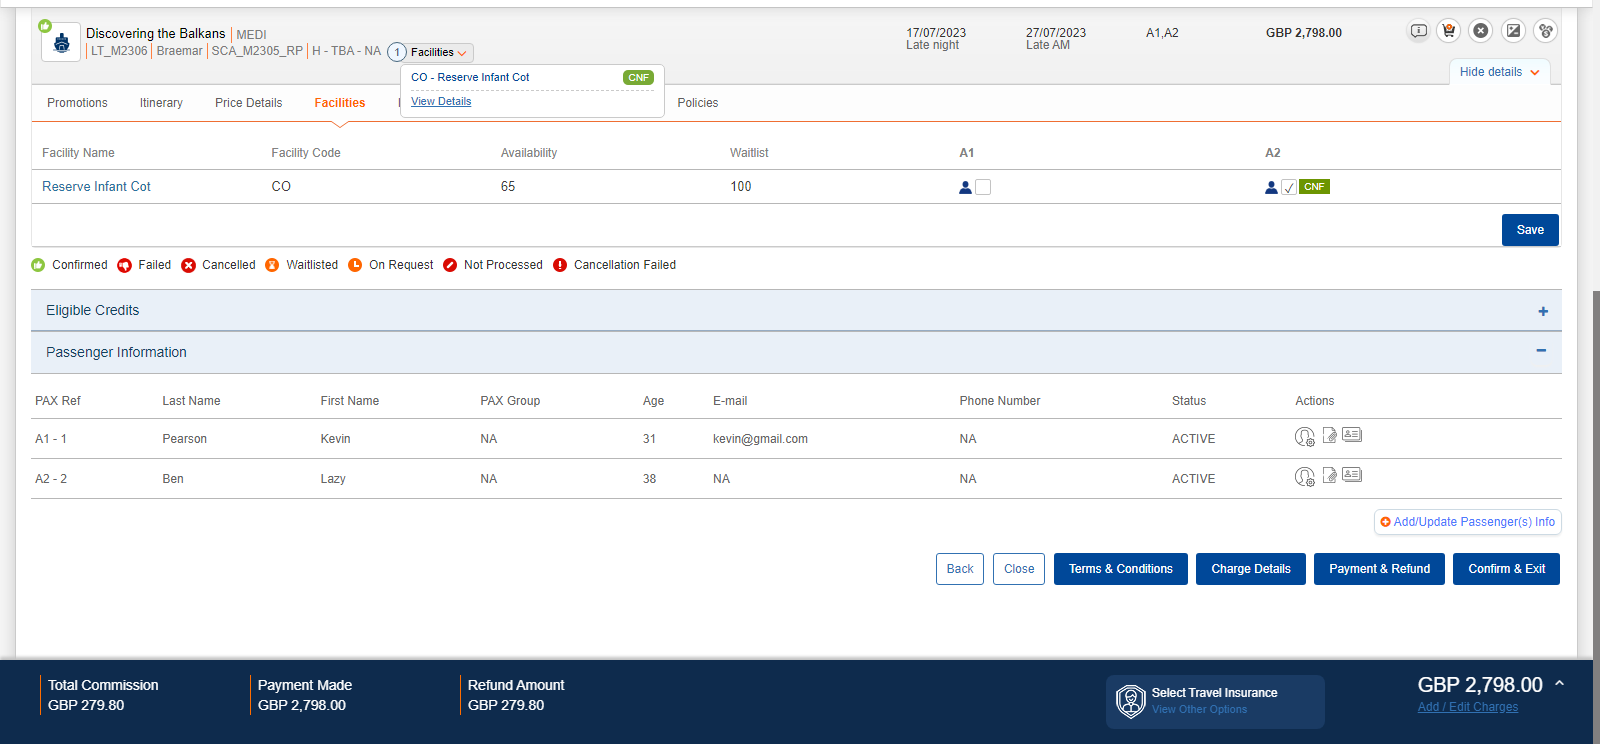 Discovering the Balkans | MEDI
LT_M2306 | Braemar | SCA_M2305_RP | H - TBA - NA 1 Facilities
17/07/2023 27/07/2023 A1,A2 GBP 2,798.00
Late night Late AM
Hide details
CO - Reserve Infant Cot CNF
View Details
Promotions Itinerary Price Details Facilities Policies
Facility Name Facility Code Availability Waitlist A1 A2
Reserve Infant Cot CO 65 100 CNF
Save
Confirmed Failed Cancelled Waitlisted On Request Not Processed Cancellation Failed
Eligible Credits
Passenger Information
PAX Ref Last Name First Name PAX Group Age E-mail Phone Number Status Actions
A1 - 1 Pearson Kevin NA 31 kevin@gmail.com NA ACTIVE
A2 - 2 Ben Lazy NA 38 NA NA ACTIVE
Add/Update Passenger(s) Info
Back Close Terms & Conditions Charge Details Payment & Refund Confirm & Exit
Total Commission Payment Made Refund Amount
GBP 279.80 GBP 2,798.00 GBP 279.80
Select Travel Insurance
View Other Options
GBP 2,798.00
Add / Edit Charges